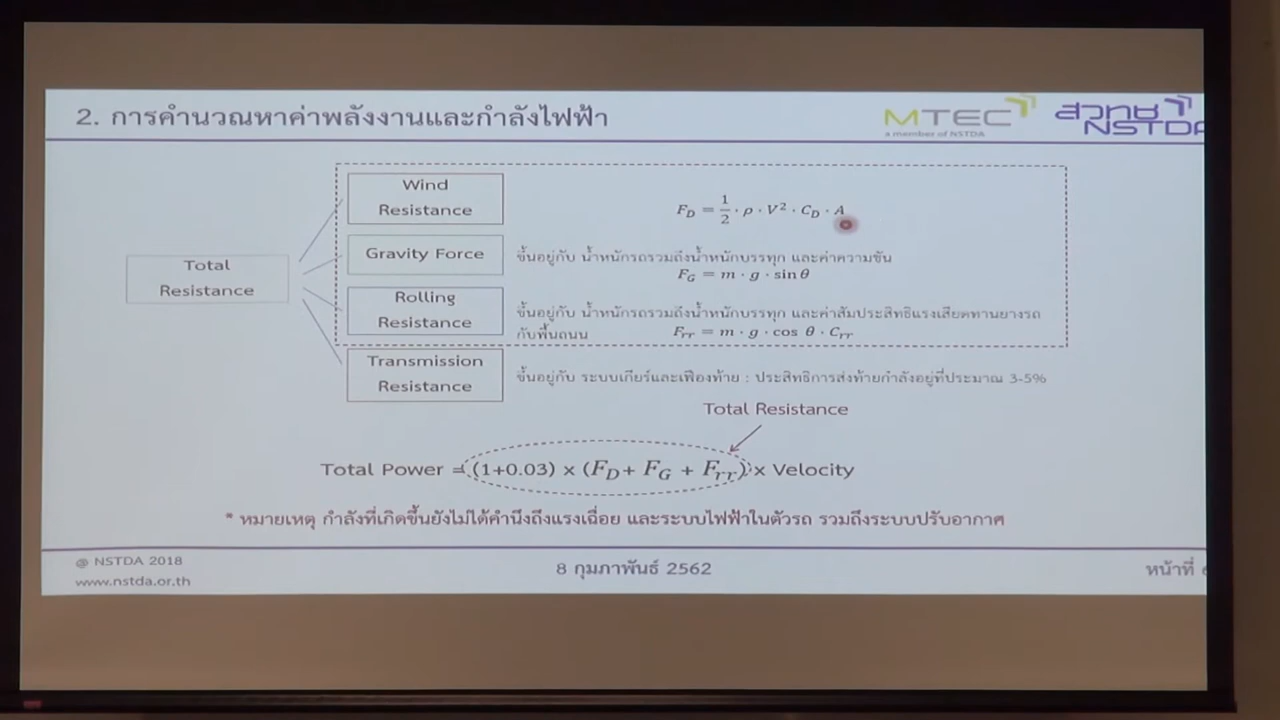 2. การคำนวณหาค่าพลังงานและกำลังไฟฟ้า
MTEC
a member of NSTDA
สวทช
NSTDA
Wind
Resistance
F_D = 1/2 · ρ · V² · C_D · A
Gravity Force
ขึ้นอยู่กับ น้ำหนักรถรวมถึงน้ำหนักบรรทุก และค่าความชัน
F_G = m · g · sin θ
Total
Resistance
Rolling
Resistance
ขึ้นอยู่กับ น้ำหนักรถรวมถึงน้ำหนักบรรทุก และค่าสัมประสิทธิแรงเสียดทานยางรถ
กับพื้นถนน
F_rr = m · g · cos θ · C_rr
Transmission
Resistance
ขึ้นอยู่กับ ระบบเกียร์และเฟืองท้าย : ประสิทธิการส่งท้ายกำลังอยู่ที่ประมาณ 3-5%
Total Resistance
Total Power = (1+0.03) x (F_D + F_G + F_rr) x Velocity
* หมายเหตุ กำลังที่เกิดขึ้นยังไม่ได้คำนึงถึงแรงเฉื่อย และระบบไฟฟ้าในตัวรถ รวมถึงระบบปรับอากาศ
@ NSTDA 2018
www.nstda.or.th
8 กุมภาพันธ์ 2562
หน้าที่